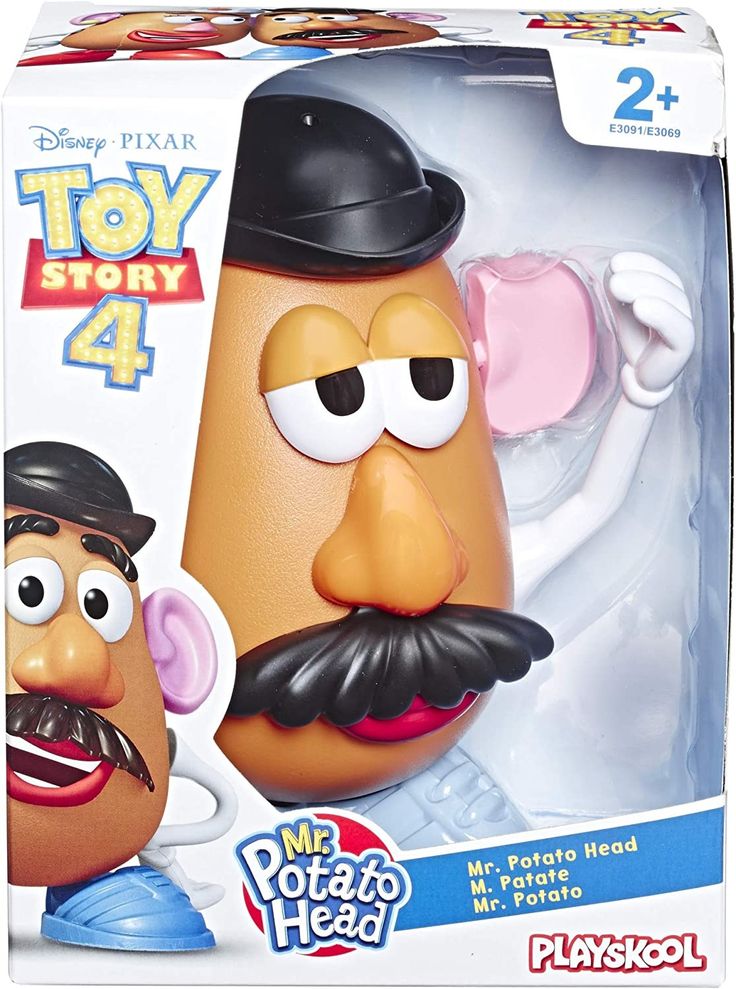 TOY
STORY
4
2+
E3091/E3069
Disney · PIXAR
TOY
STORY
4
Mr.
Potato
Head
Mr. Potato Head
M. Patate
Mr. Potato
PLAYSKOOL